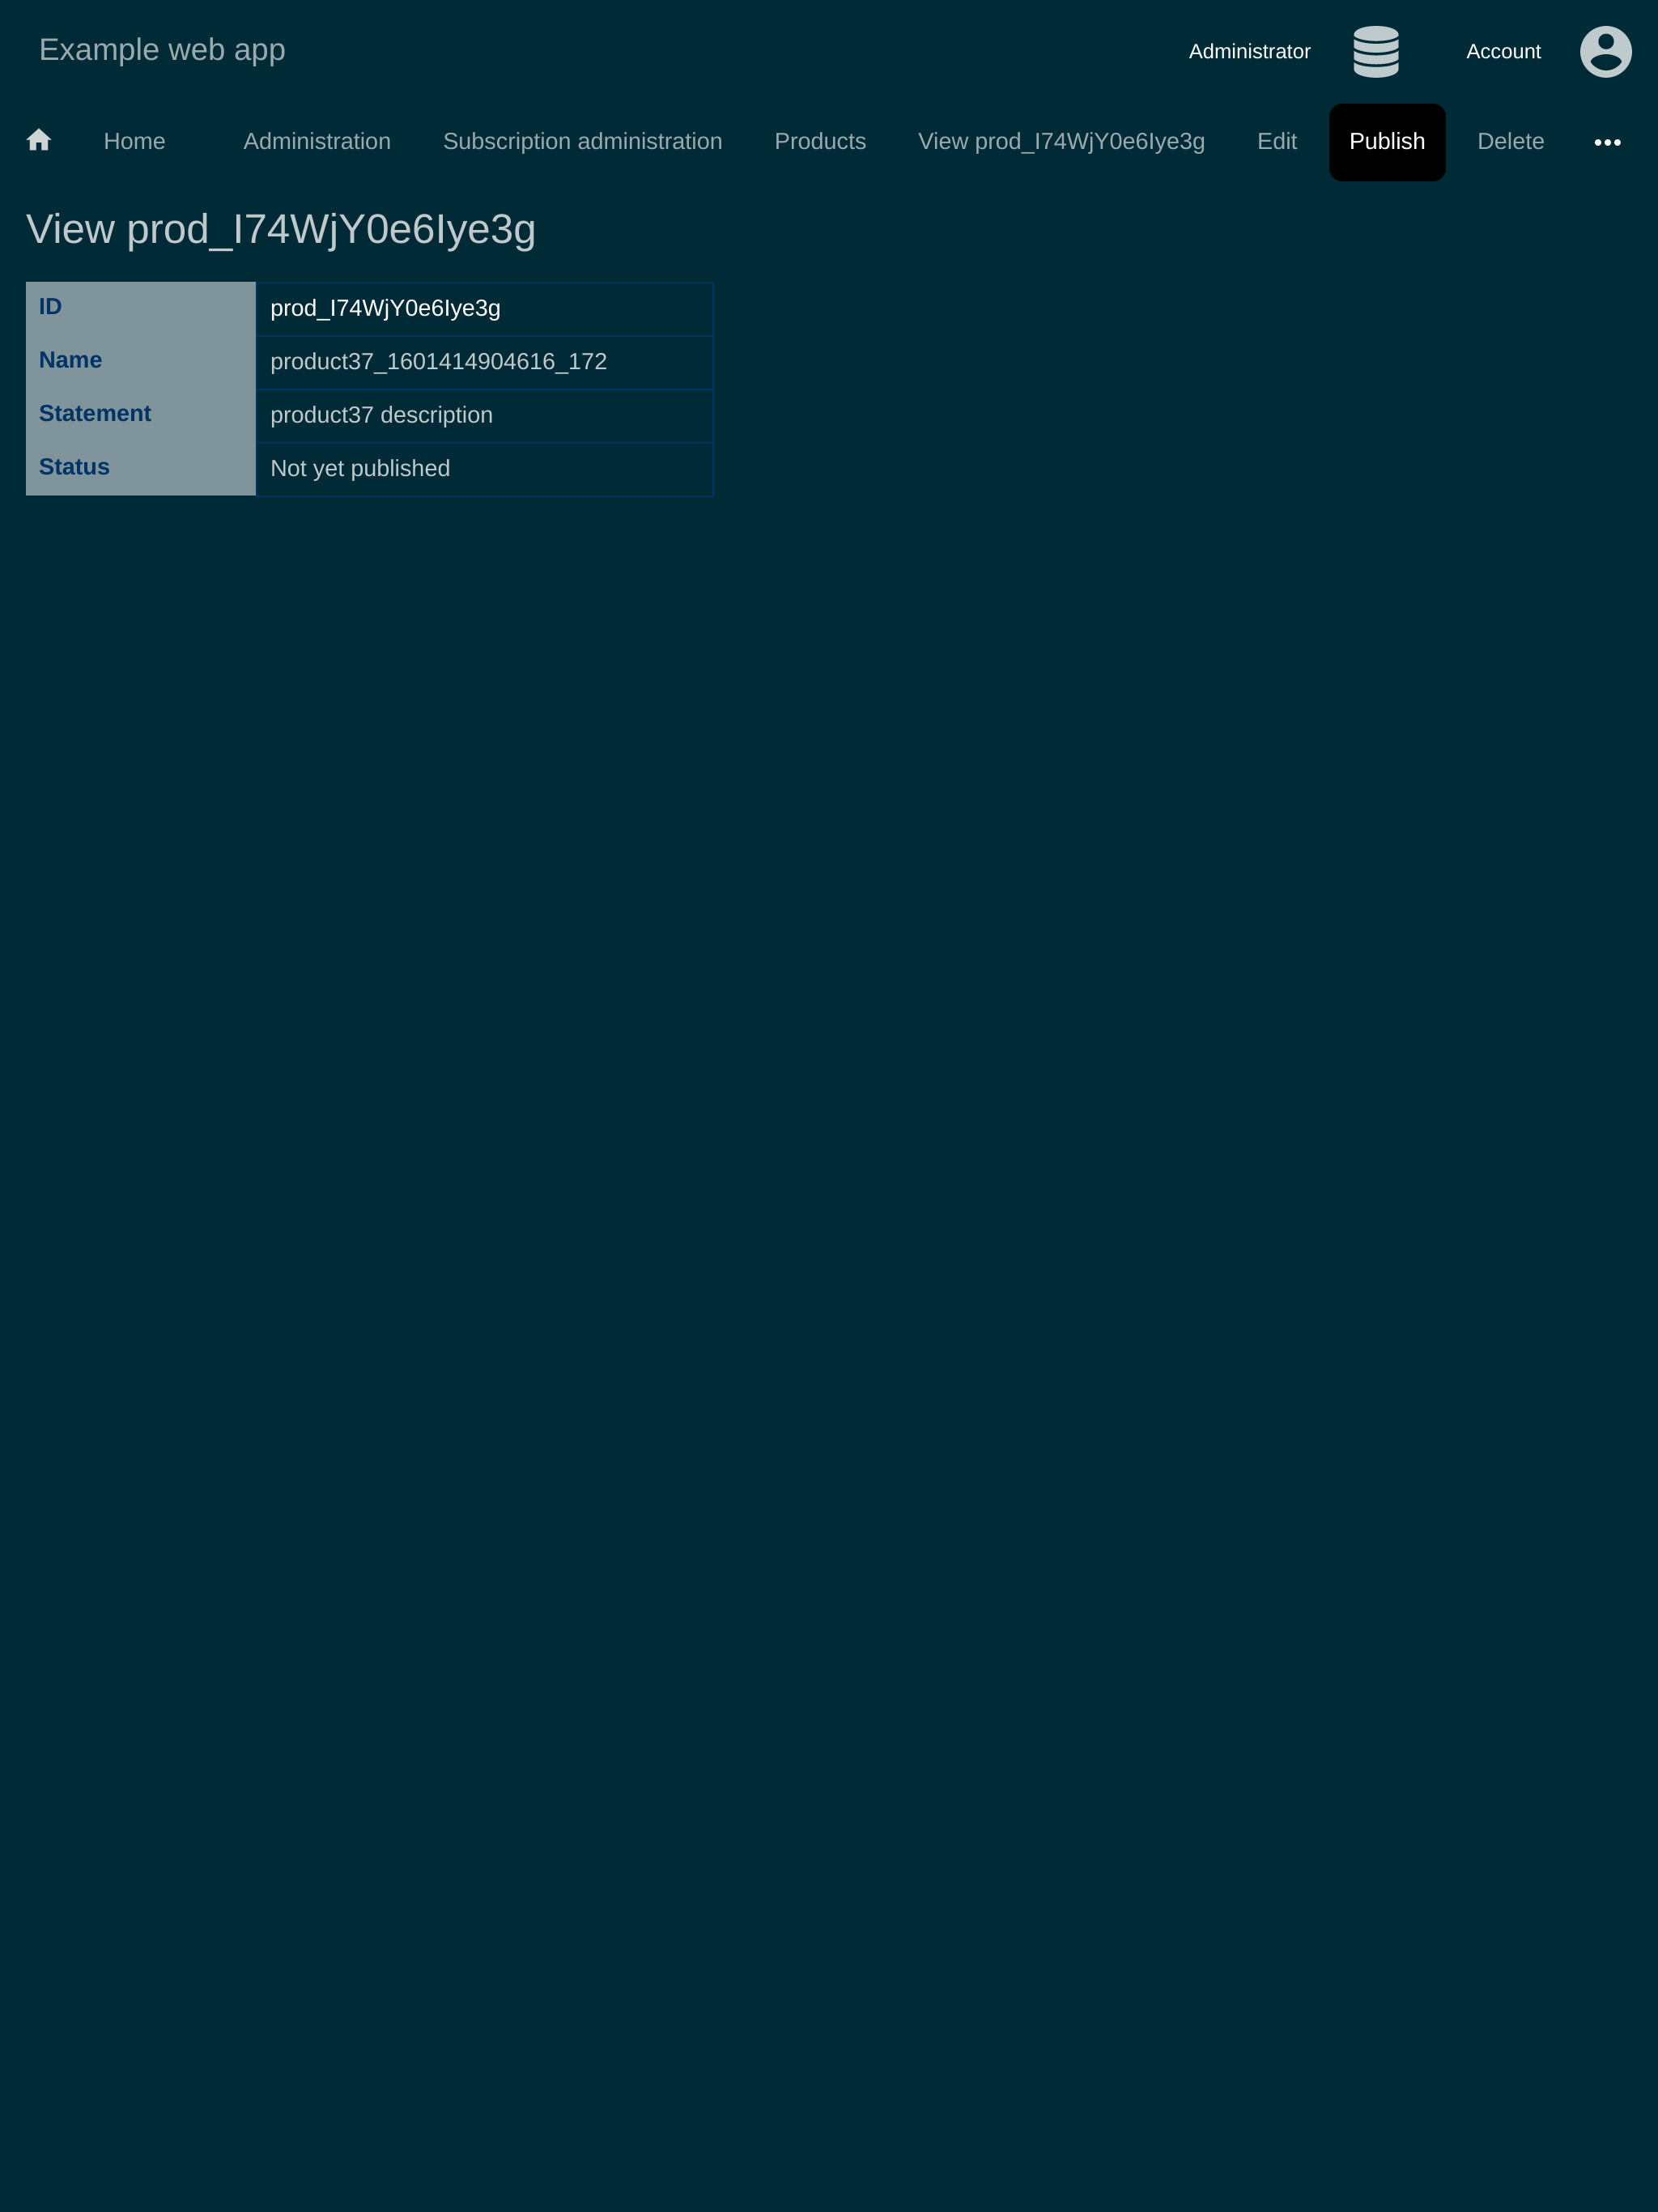 Example web app
Administrator
Account
Home Administration Subscription administration Products View prod_I74WjY0e6Iye3g Edit Publish Delete
View prod_I74WjY0e6Iye3g
ID prod_I74WjY0e6Iye3g
Name product37_1601414904616_172
Statement product37 description
Status Not yet published